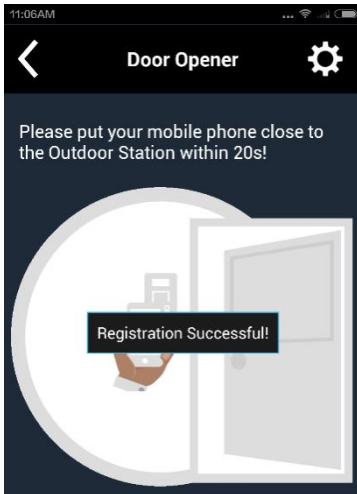 11:06AM
Door Opener
Please put your mobile phone close to
the Outdoor Station within 20s!
Registration Successful!